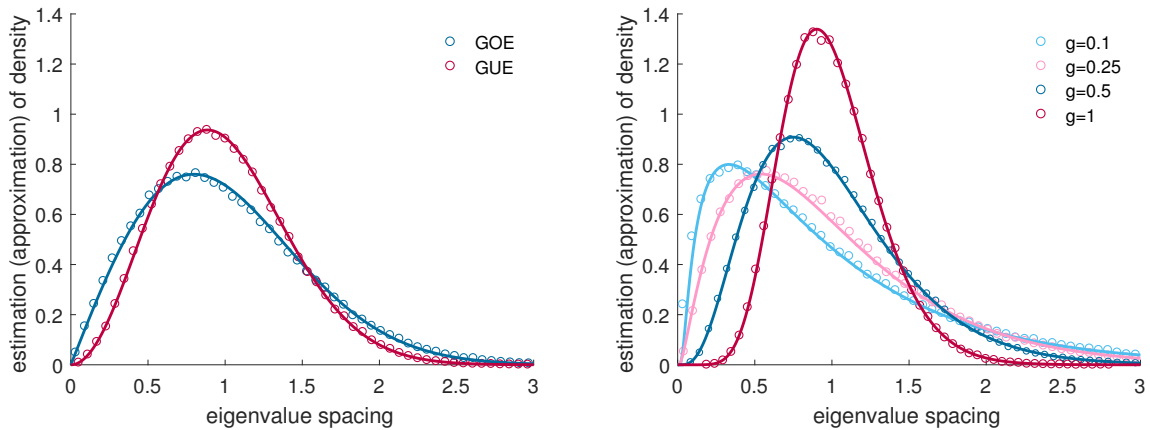 estimation (approximation) of density
1.4
1.2
1
0.8
0.6
0.4
0.2
0
0 0.5 1 1.5 2 2.5 3
eigenvalue spacing
GOE
GUE
estimation (approximation) of density
1.4
1.2
1
0.8
0.6
0.4
0.2
0
0 0.5 1 1.5 2 2.5 3
eigenvalue spacing
g=0.1
g=0.25
g=0.5
g=1